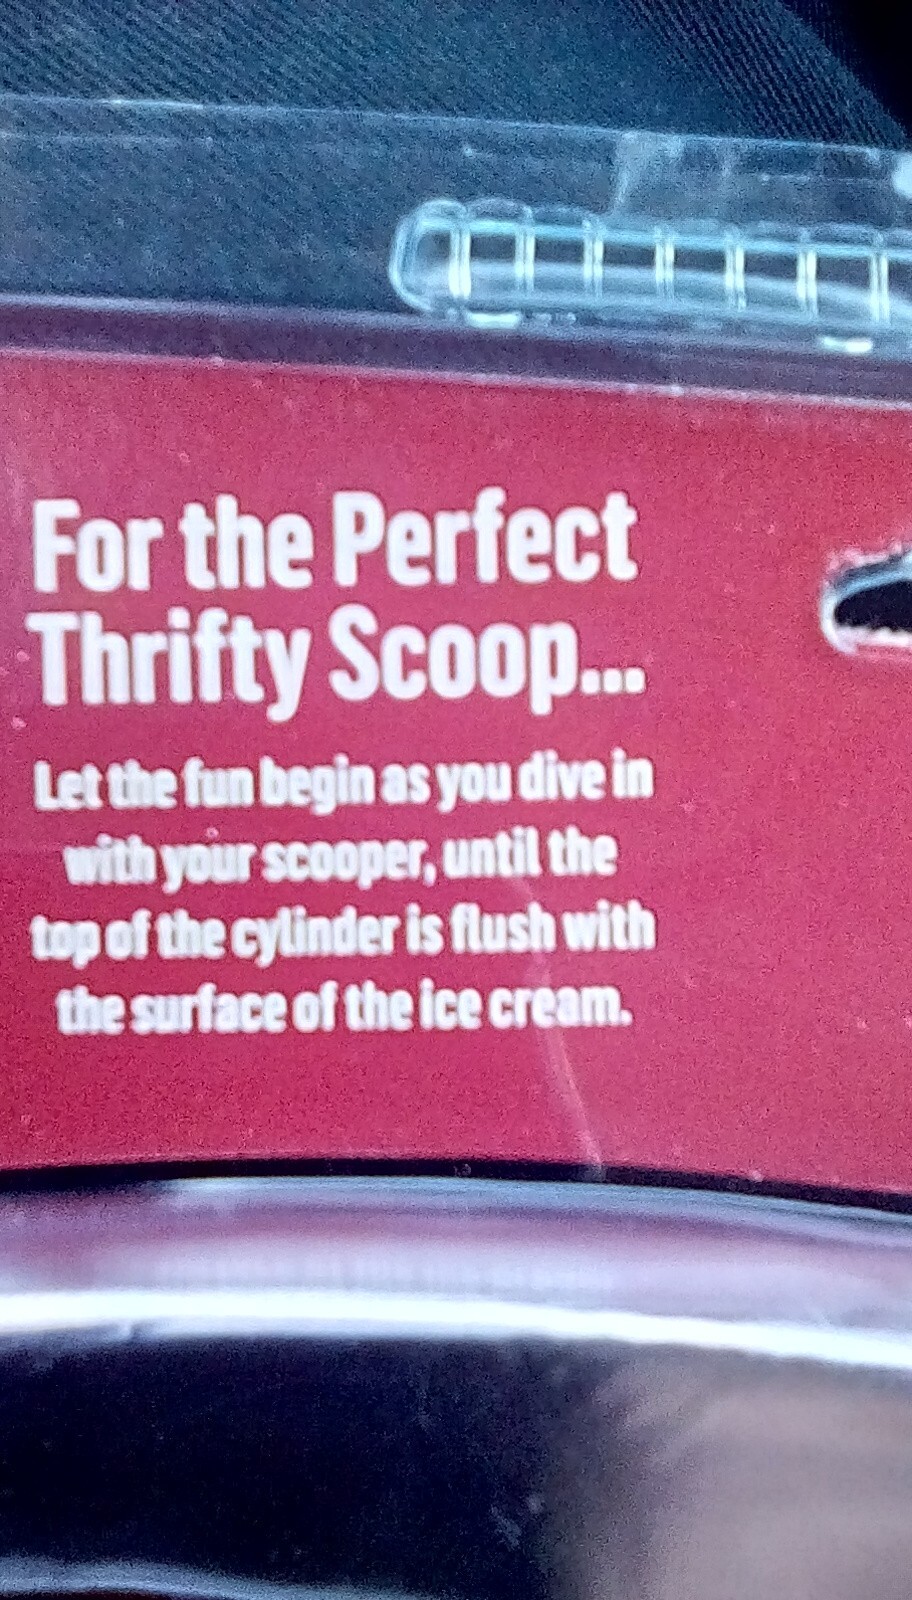 For the Perfect
Thrifty Scoop...
Let the fun begin as you dive in
with your scooper, until the
top of the cylinder is flush with
the surface of the ice cream.